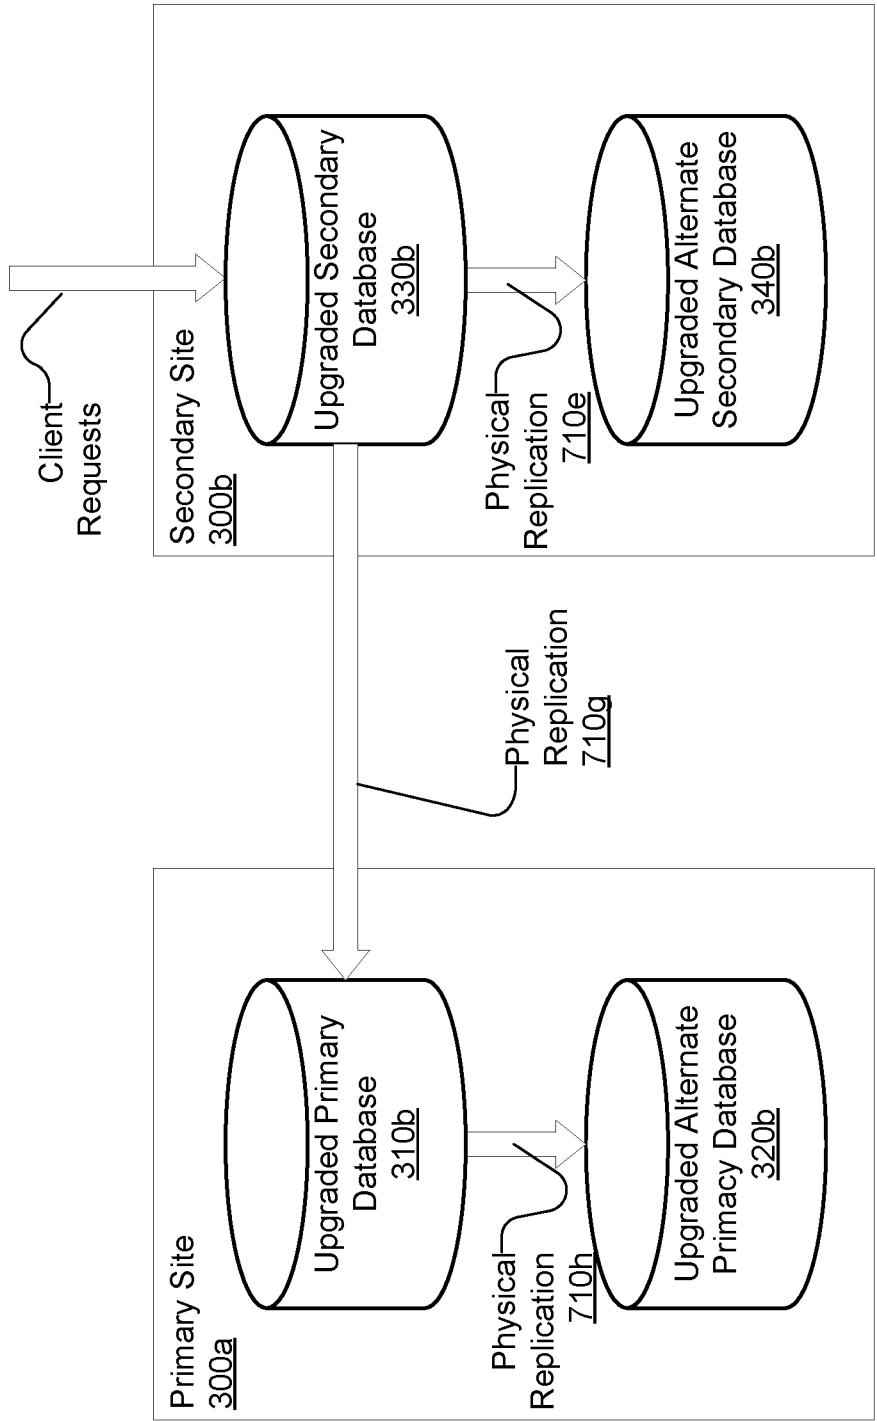 Client
Requests
Primary Site
300a
Upgraded Primary
Database
310b
Physical
Replication
710h
Upgraded Alternate
Primacy Database
320b
Physical
Replication
710g
Secondary Site
300b
Upgraded Secondary
Database
330b
Physical
Replication
710e
Upgraded Alternate
Secondary Database
340b